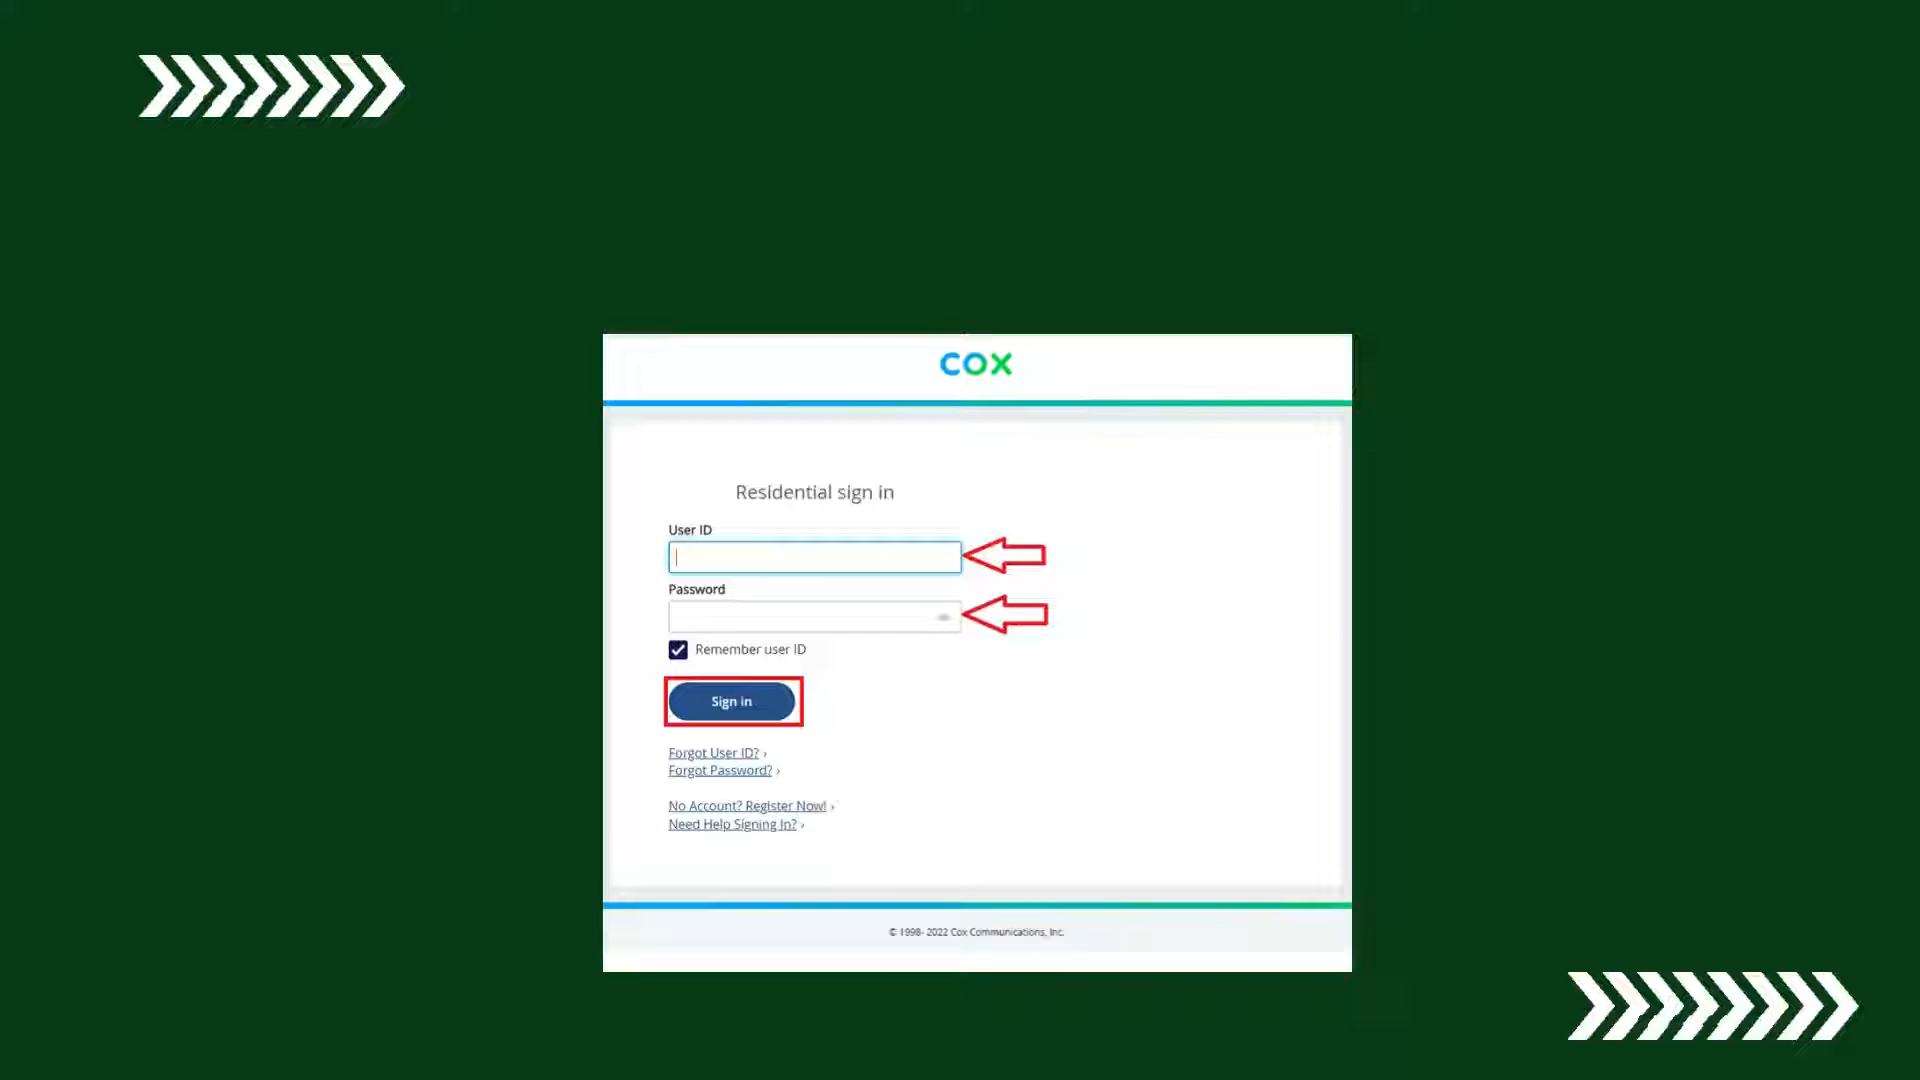 COX
Residential sign in
User ID
Password
Remember user ID
Sign in
Forgot User ID? ›
Forgot Password? ›
No Account? Register Now! ›
Need Help Signing In? ›
© 1998- 2022 Cox Communications, Inc.